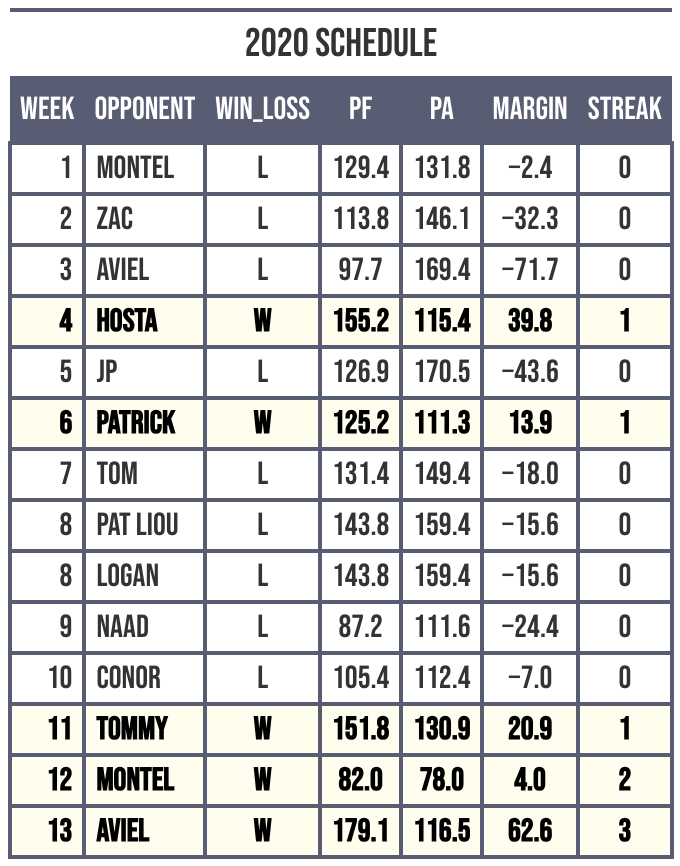 2020 SCHEDULE
WEEK OPPONENT WIN_LOSS PF PA MARGIN STREAK
1 MONTEL L 129.4 131.8 −2.4 0
2 ZAC L 113.8 146.1 −32.3 0
3 AVIEL L 97.7 169.4 −71.7 0
4 HOSTA W 155.2 115.4 39.8 1
5 JP L 126.9 170.5 −43.6 0
6 PATRICK W 125.2 111.3 13.9 1
7 TOM L 131.4 149.4 −18.0 0
8 PAT LIOU L 143.8 159.4 −15.6 0
8 LOGAN L 143.8 159.4 −15.6 0
9 NAAD L 87.2 111.6 −24.4 0
10 CONOR L 105.4 112.4 −7.0 0
11 TOMMY W 151.8 130.9 20.9 1
12 MONTEL W 82.0 78.0 4.0 2
13 AVIEL W 179.1 116.5 62.6 3